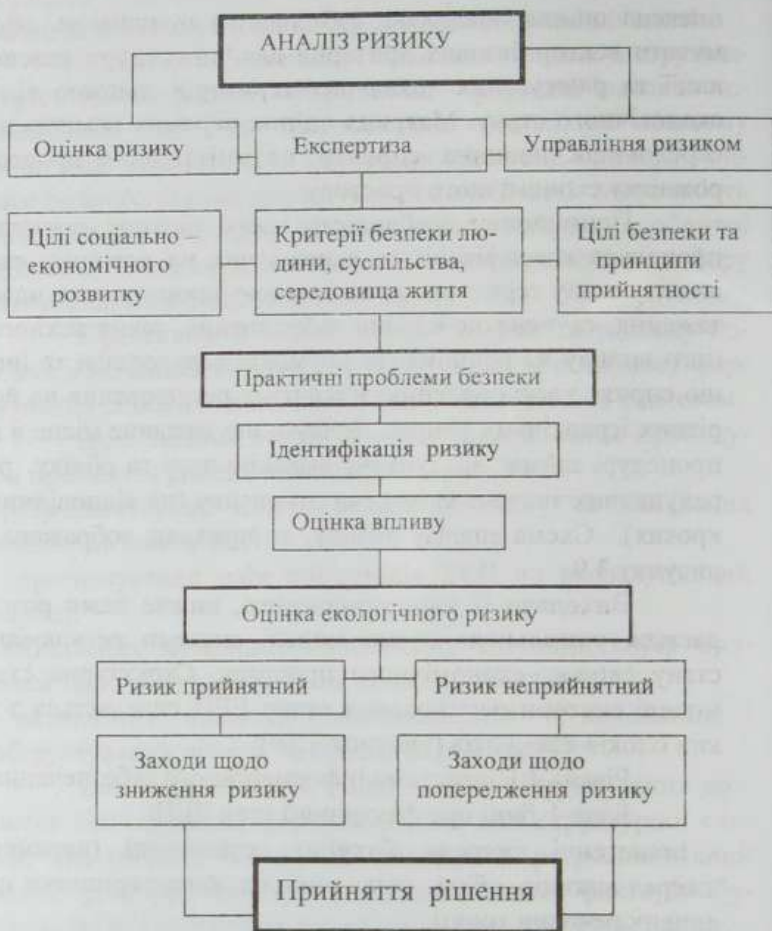 АНАЛІЗ РИЗИКУ
Оцінка ризику
Експертиза
Управління ризиком
Цілі соціально –
економічного
розвитку
Критерії безпеки лю-
дини, суспільства,
середовища життя
Цілі безпеки та
принципи
прийнятності
Практичні проблеми безпеки
Ідентифікація ризику
Оцінка впливу
Оцінка екологічного ризику
Ризик прийнятний
Ризик неприйнятний
Заходи щодо
зниження ризику
Заходи щодо
попередження ризику
Прийняття рішення